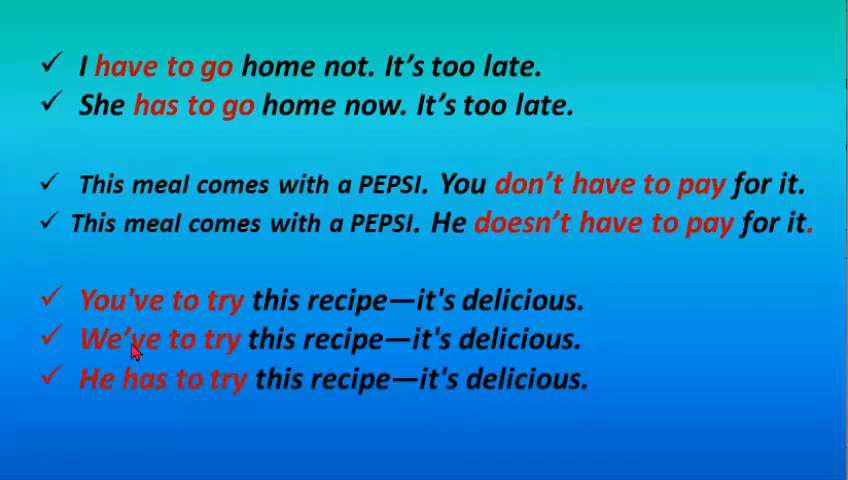 ✓ I have to go home not. It’s too late.
✓ She has to go home now. It’s too late.
✓ This meal comes with a PEPSI. You don’t have to pay for it.
✓ This meal comes with a PEPSI. He doesn’t have to pay for it.
✓ You've to try this recipe—it's delicious.
✓ We’ve to try this recipe—it's delicious.
✓ He has to try this recipe—it's delicious.